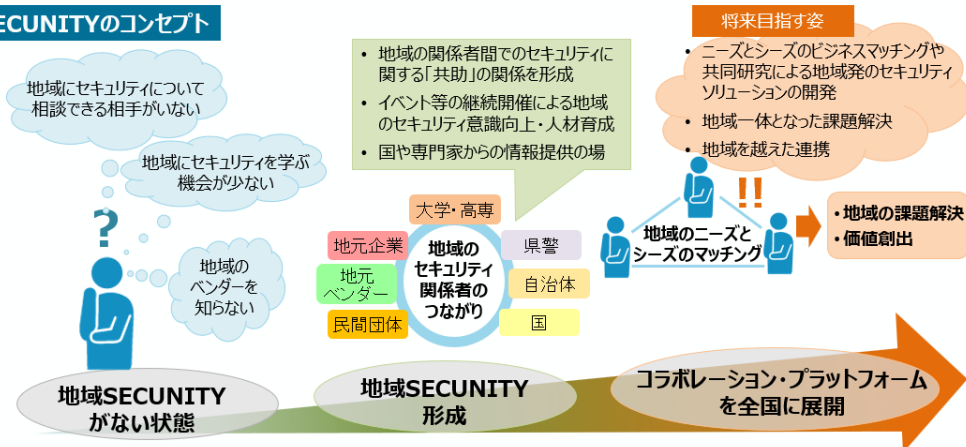 ECUNITYのコンセプト
地域にセキュリティについて
相談できる相手がいない
地域にセキュリティを学ぶ
機会が少ない
?
地域の
ベンダーを
知らない
• 地域の関係者間でのセキュリティに
関する「共助」の関係を形成
• イベント等の継続開催による地域
のセキュリティ意識向上・人材育成
• 国や専門家からの情報提供の場
大学・高専
地元企業
地元
ベンダー
民間団体
地域の
セキュリティ
関係者の
つながり
県警
自治体
国
将来目指す姿
• ニーズとシーズのビジネスマッチングや
共同研究による地域発のセキュリティ
ソリューションの開発
• 地域一体となった課題解決
• 地域を越えた連携
!!
地域のニーズと
シーズのマッチング
・地域の課題解決
・価値創出
地域SECUNITY
がない状態
地域SECUNITY
形成
コラボレーション・プラットフォーム
を全国に展開